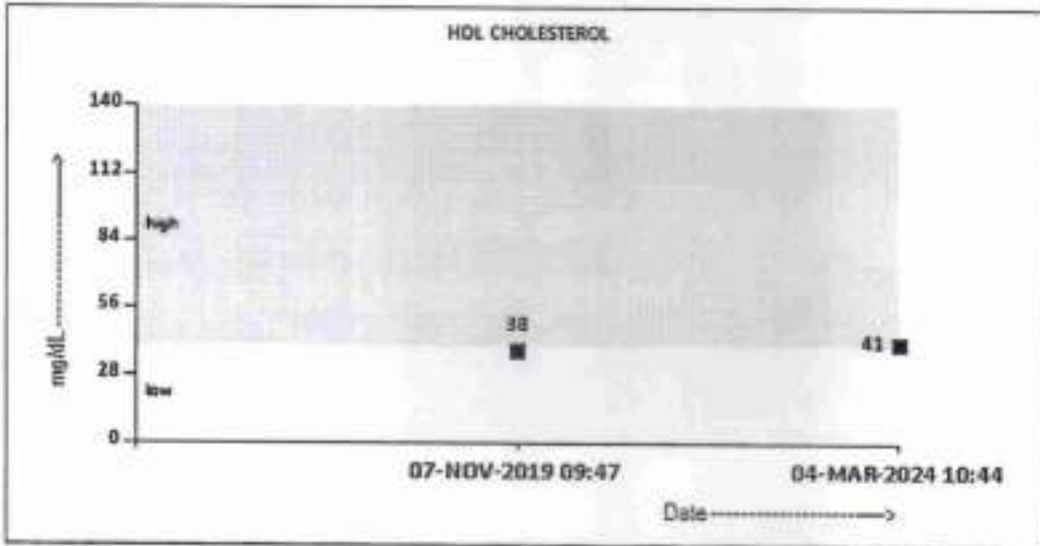 HDL CHOLESTEROL
140
112
high
84
56
38
41
mg/dL
28
low
0
07-NOV-2019 09:47
04-MAR-2024 10:44
Date